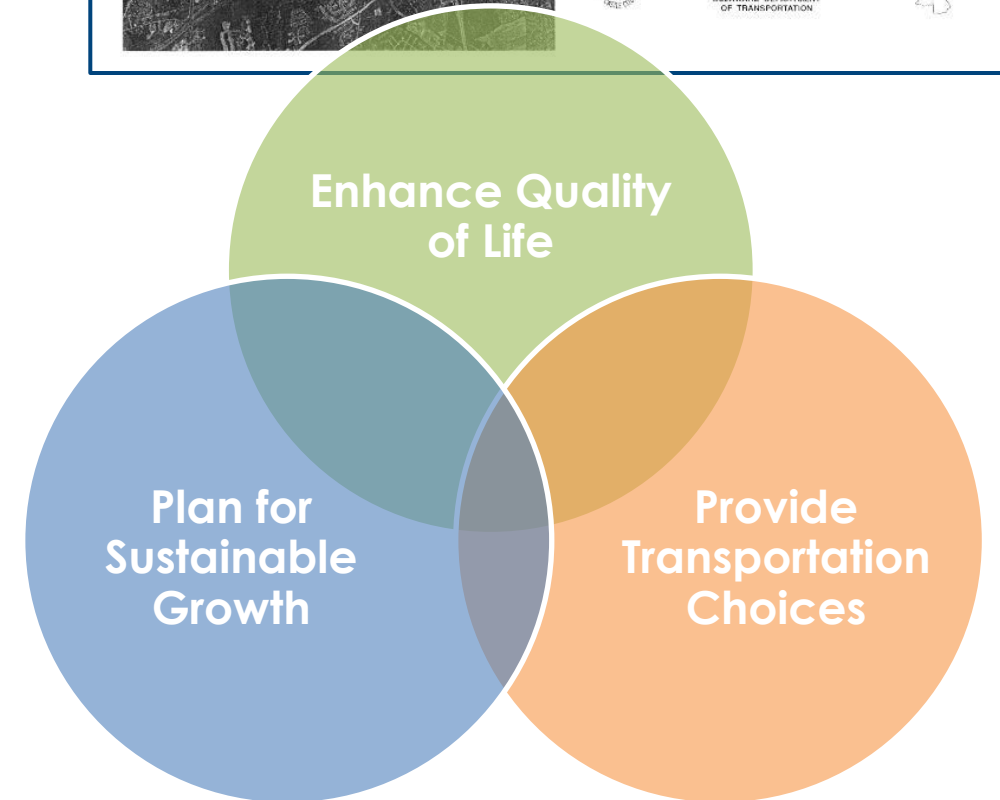 OF TRANSPORTATION
Enhance Quality
of Life
Plan for
Sustainable
Growth
Provide
Transportation
Choices